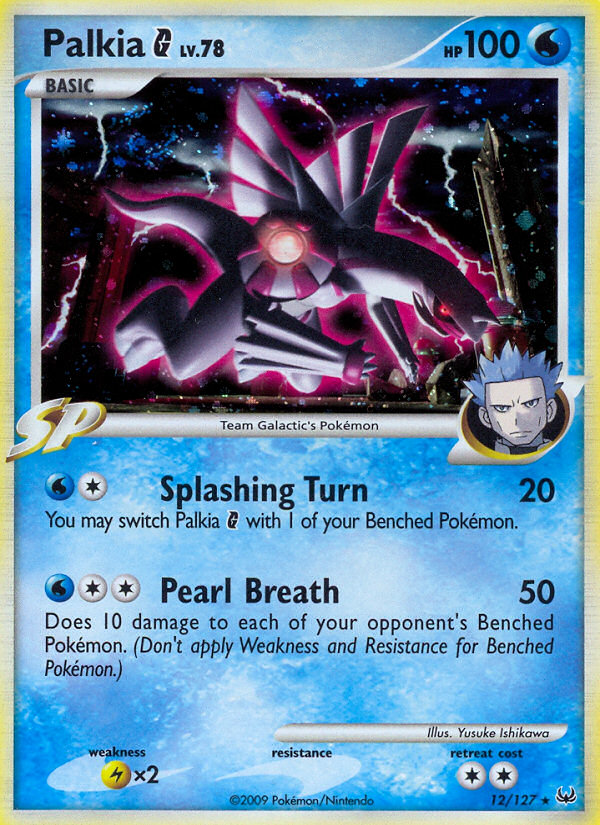 Palkia G LV.78 HP 100
BASIC
SP
Team Galactic's Pokémon
Splashing Turn 20
You may switch Palkia G with 1 of your Benched Pokémon.
Pearl Breath 50
Does 10 damage to each of your opponent's Benched
Pokémon. (Don't apply Weakness and Resistance for Benched
Pokémon.)
Illus. Yusuke Ishikawa
weakness resistance retreat cost
×2
©2009 Pokémon/Nintendo 12/127 ★